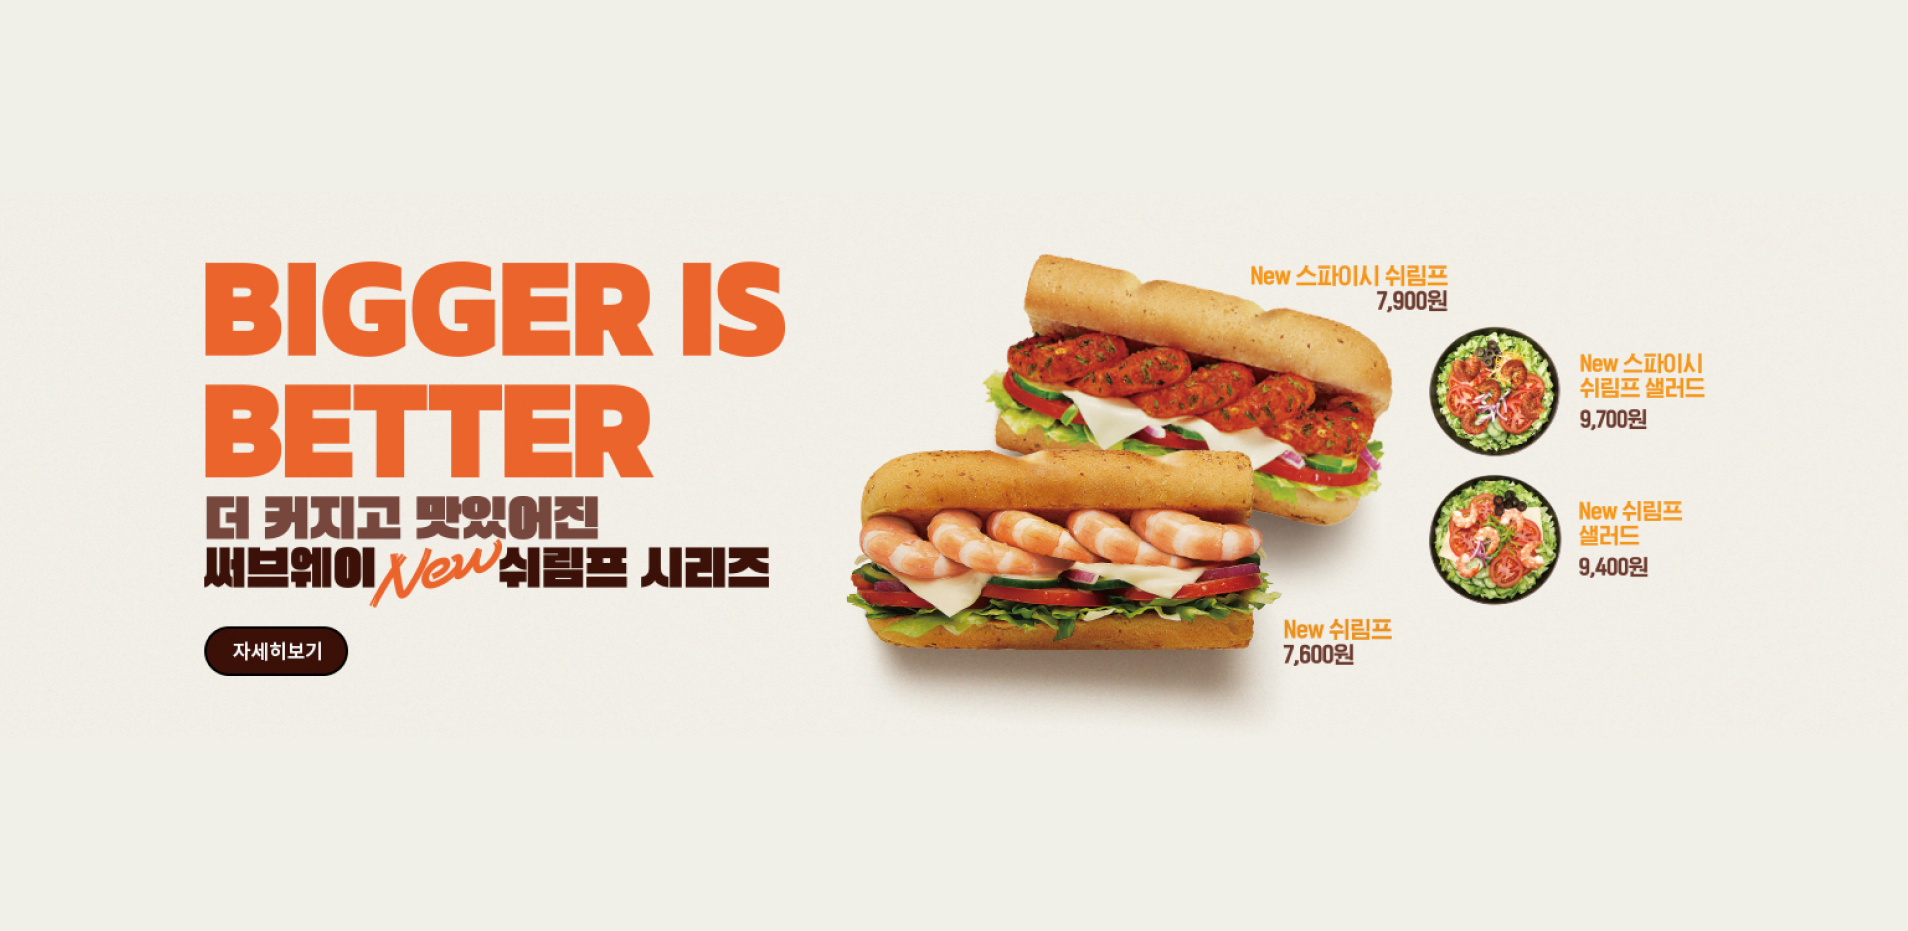 BIGGER IS
BETTER
더 커지고 맛있어진
써브웨이 New 쉬림프 시리즈
자세히보기
New 스파이시 쉬림프
7,900원
New 스파이시
쉬림프 샐러드
9,700원
New 쉬림프
샐러드
9,400원
New 쉬림프
7,600원